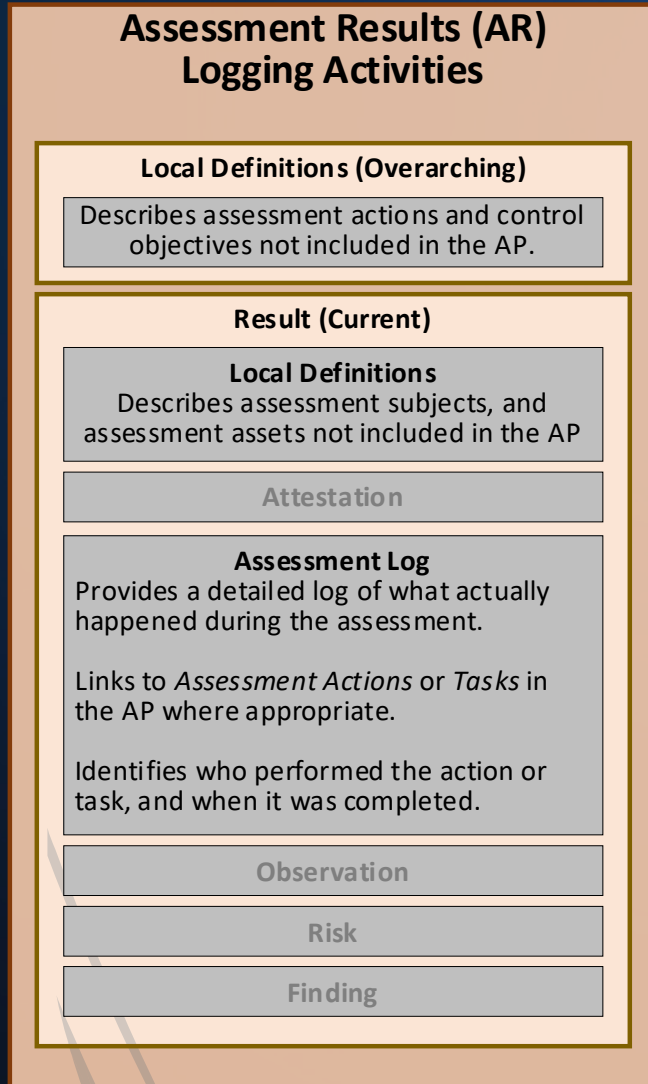 Assessment Results (AR)
Logging Activities
Local Definitions (Overarching)
Describes assessment actions and control
objectives not included in the AP.
Result (Current)
Local Definitions
Describes assessment subjects, and
assessment assets not included in the AP
Attestation
Assessment Log
Provides a detailed log of what actually
happened during the assessment.
Links to Assessment Actions or Tasks in
the AP where appropriate.
Identifies who performed the action or
task, and when it was completed.
Observation
Risk
Finding